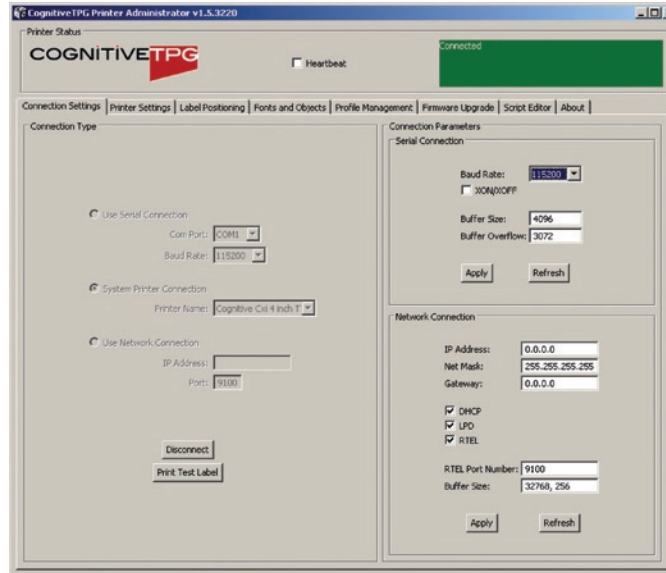 CognitiveTPG Printer Administrator v1.5.3220
Printer Status
COGNITIVETPG
Heartbeat
Connected
Connection Settings Printer Settings Label Positioning Fonts and Objects Profile Management Firmware Upgrade Script Editor About
Connection Type
Use Serial Connection
Com Port: COM1
Baud Rate: 115200
System Printer Connection
Printer Name: Cognitive Cxi 4 inch T
Use Network Connection
IP Address:
Port: 9100
Disconnect
Print Test Label
Connection Parameters
Serial Connection
Baud Rate: 115200
XON/XOFF
Buffer Size: 4096
Buffer Overflow: 3072
Apply Refresh
Network Connection
IP Address: 0.0.0.0
Net Mask: 255.255.255.255
Gateway: 0.0.0.0
DHCP
LPD
RTEL
RTEL Port Number: 9100
Buffer Size: 32768, 256
Apply Refresh